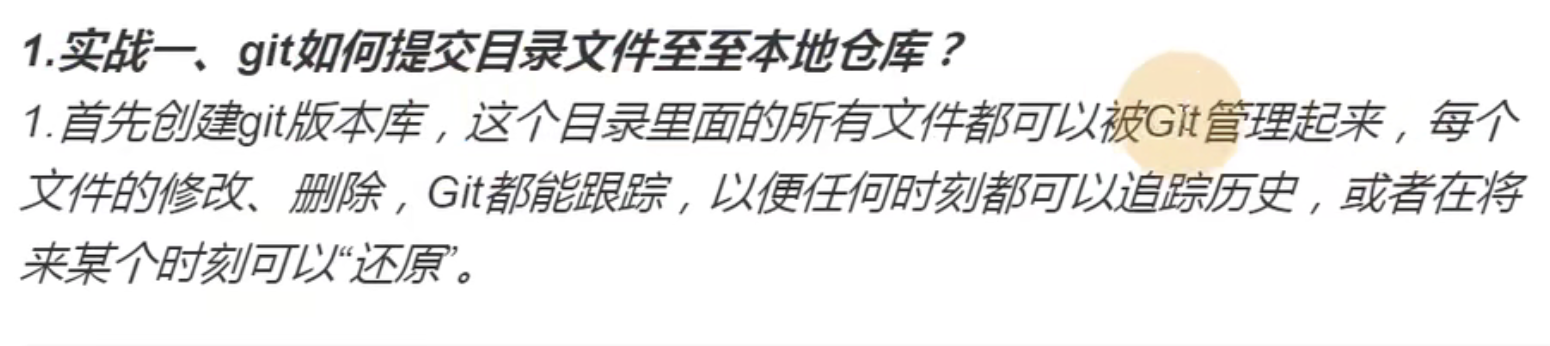 1.实战一、git如何提交目录文件至至本地仓库？
1.首先创建git版本库，这个目录里面的所有文件都可以被Git管理起来，每个
文件的修改、删除，Git都能跟踪，以便任何时刻都可以追踪历史，或者在将
来某个时刻可以“还原”。